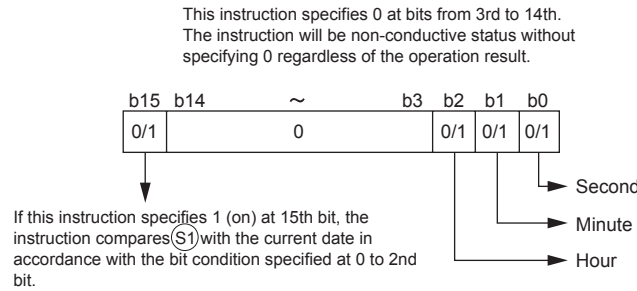 This instruction specifies 0 at bits from 3rd to 14th.
The instruction will be non-conductive status without
specifying 0 regardless of the operation result.
b15 b14 ~ b3 b2 b1 b0
0/1 0 0/1 0/1 0/1
Second
If this instruction specifies 1 (on) at 15th bit, the
Minute
instruction compares S1 with the current date in
accordance with the bit condition specified at 0 to 2nd
Hour
bit.